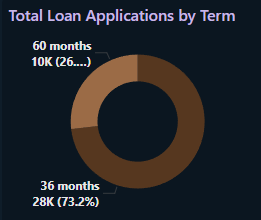 Total Loan Applications by Term
60 months
10K (26....)
36 months
28K (73.2%)